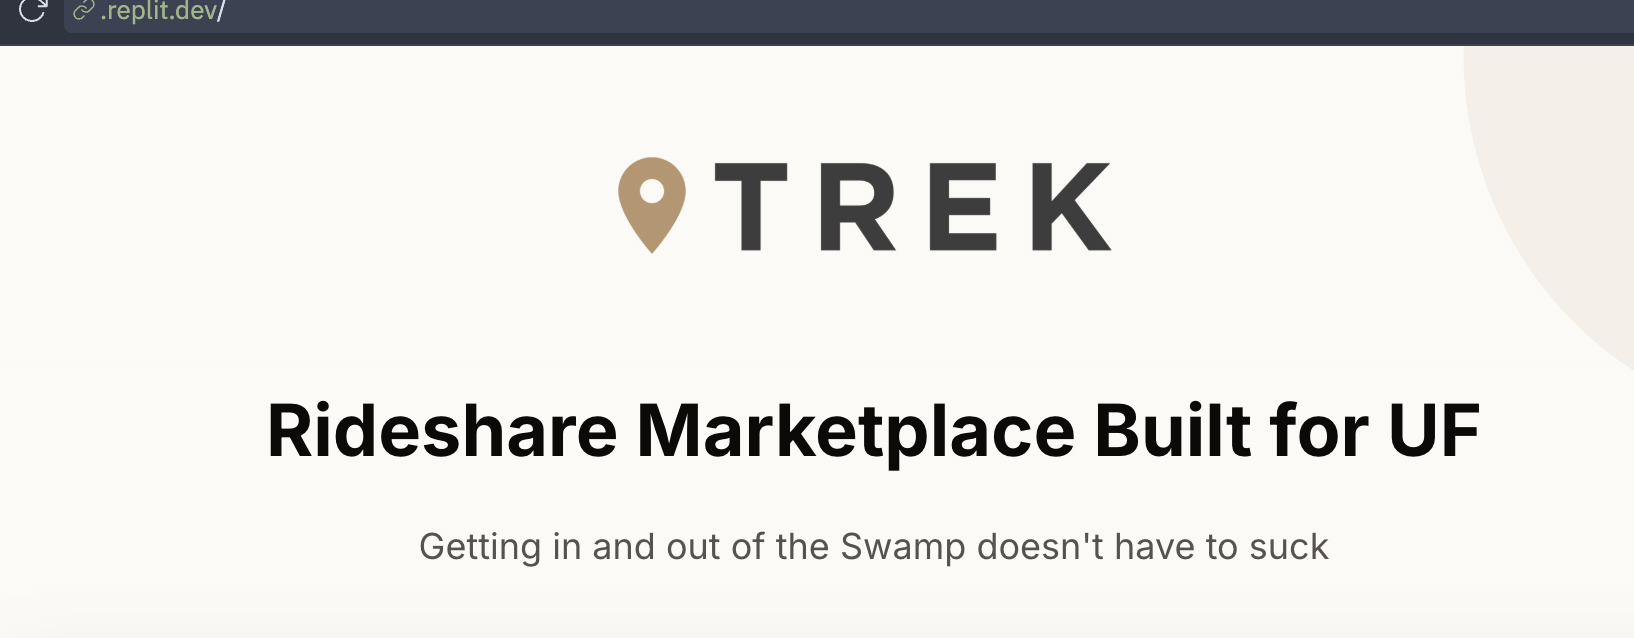 .replit.dev/
TREK
Rideshare Marketplace Built for UF
Getting in and out of the Swamp doesn't have to suck